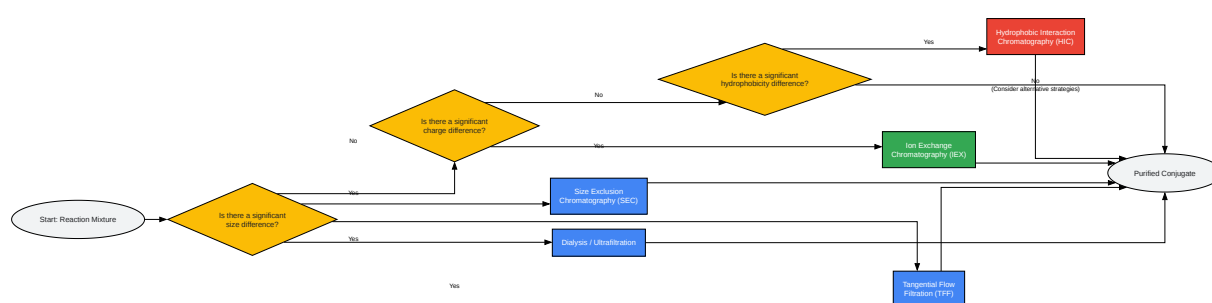 Hydrophobic Interaction
Chromatography (HIC)
Yes
Is there a significant
hydrophobicity difference?
No
(Consider alternative strategies)
No
Is there a significant
charge difference?
No
Yes
Ion Exchange
Chromatography (IEX)
Purified Conjugate
Yes
Size Exclusion
Chromatography (SEC)
Start: Reaction Mixture
Is there a significant
size difference?
Yes
Dialysis / Ultrafiltration
Yes
Tangential Flow
Filtration (TFF)